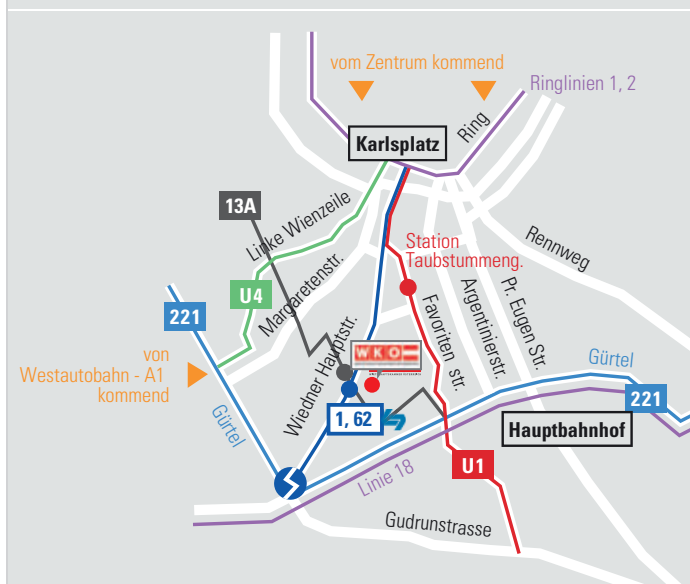 vom Zentrum kommend
Ringlinien 1, 2
Karlsplatz
Ring
13A
Linke Wienzeile
Rennweg
Station
Taubstummeng.
U4
Margaretenstr.
221
Favoriten str.
Argentinierstr.
Pr. Eugen Str.
Wiedner Hauptstr.
WKO
von
Westautobahn - A1
kommend
Gürtel
Gürtel
221
1, 62
Hauptbahnhof
U1
Linie 18
Gudrunstrasse